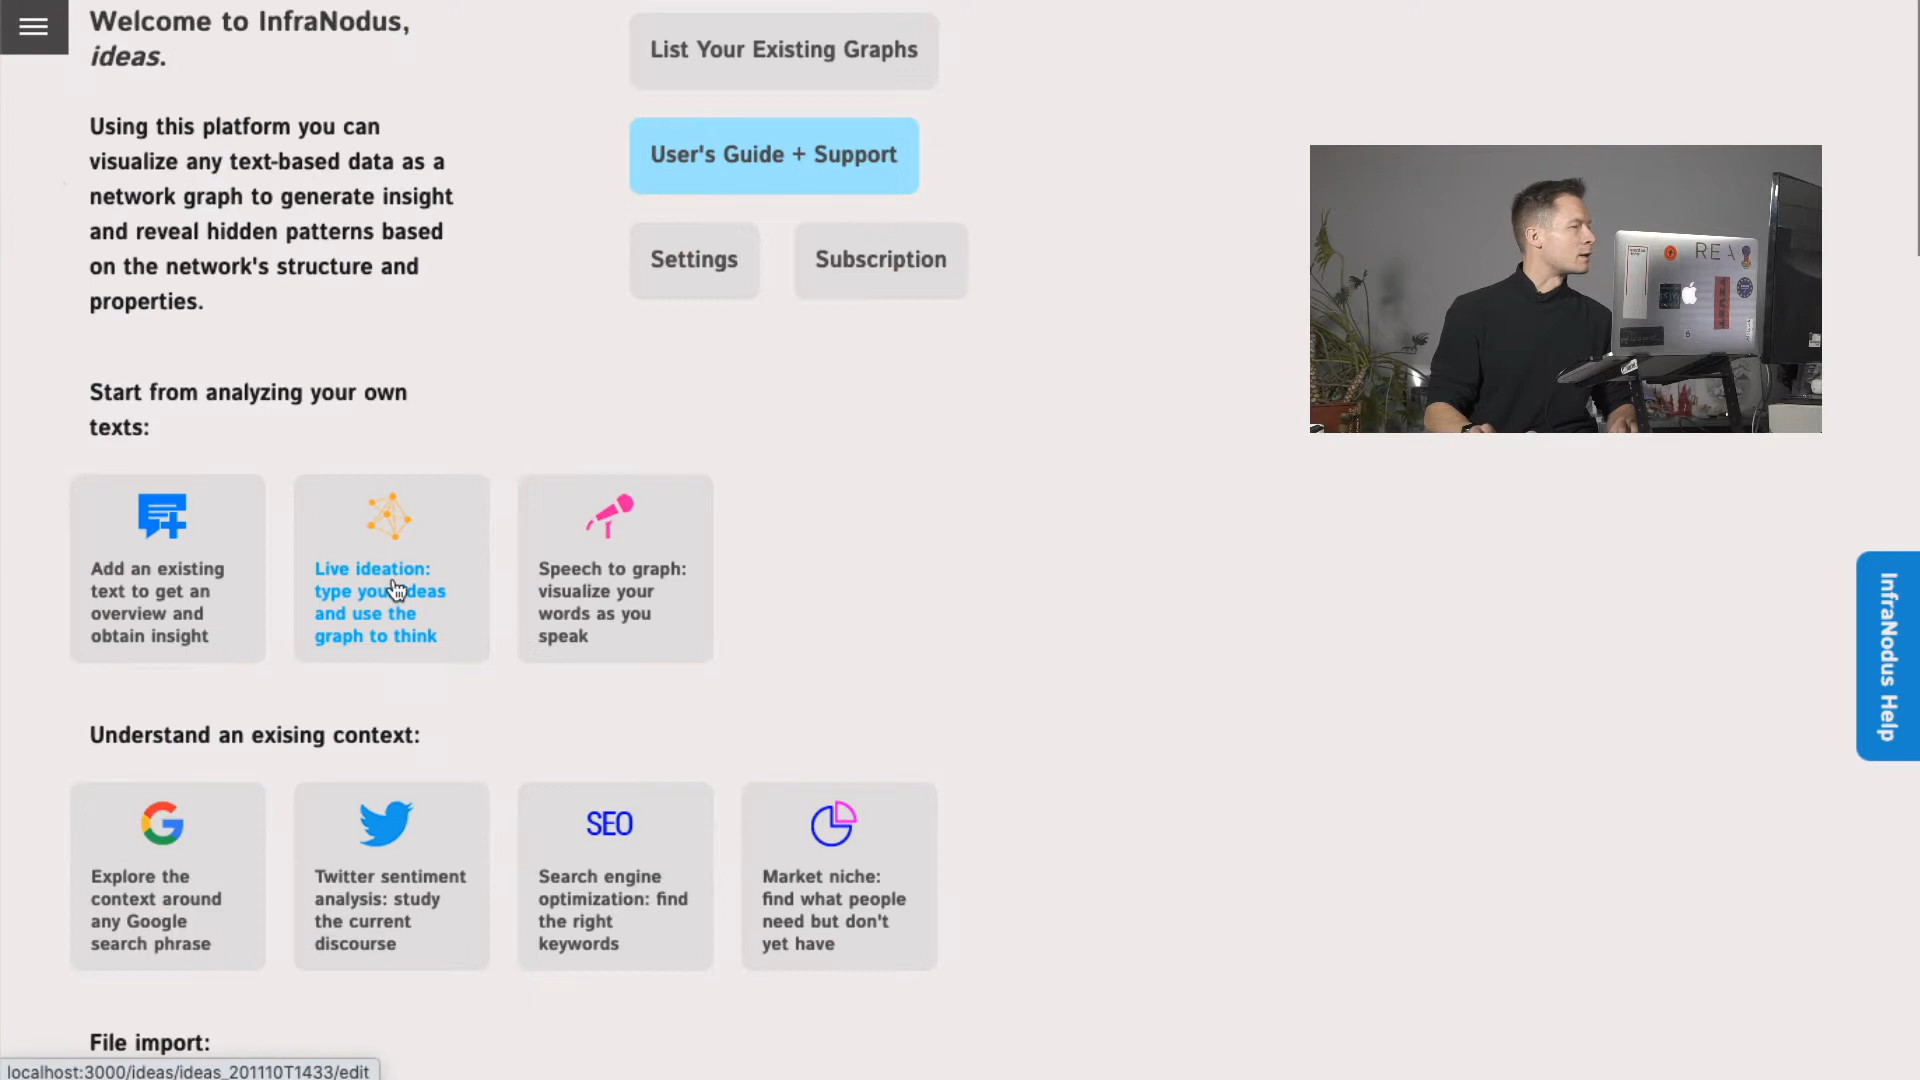 Welcome to InfraNodus,
ideas.
Using this platform you can
visualize any text-based data as a
network graph to generate insight
and reveal hidden patterns based
on the network's structure and
properties.
List Your Existing Graphs
User's Guide + Support
Settings
Subscription
Start from analyzing your own
texts:
Add an existing
text to get an
overview and
obtain insight
Live ideation:
type your ideas
and use the
graph to think
Speech to graph:
visualize your
words as you
speak
Understand an exising context:
Explore the
context around
any Google
search phrase
Twitter sentiment
analysis: study
the current
discourse
SEO
Search engine
optimization: find
the right
keywords
Market niche:
find what people
need but don't
yet have
File import:
localhost:3000/ideas/ideas_201110T1433/edit
InfraNodus Help